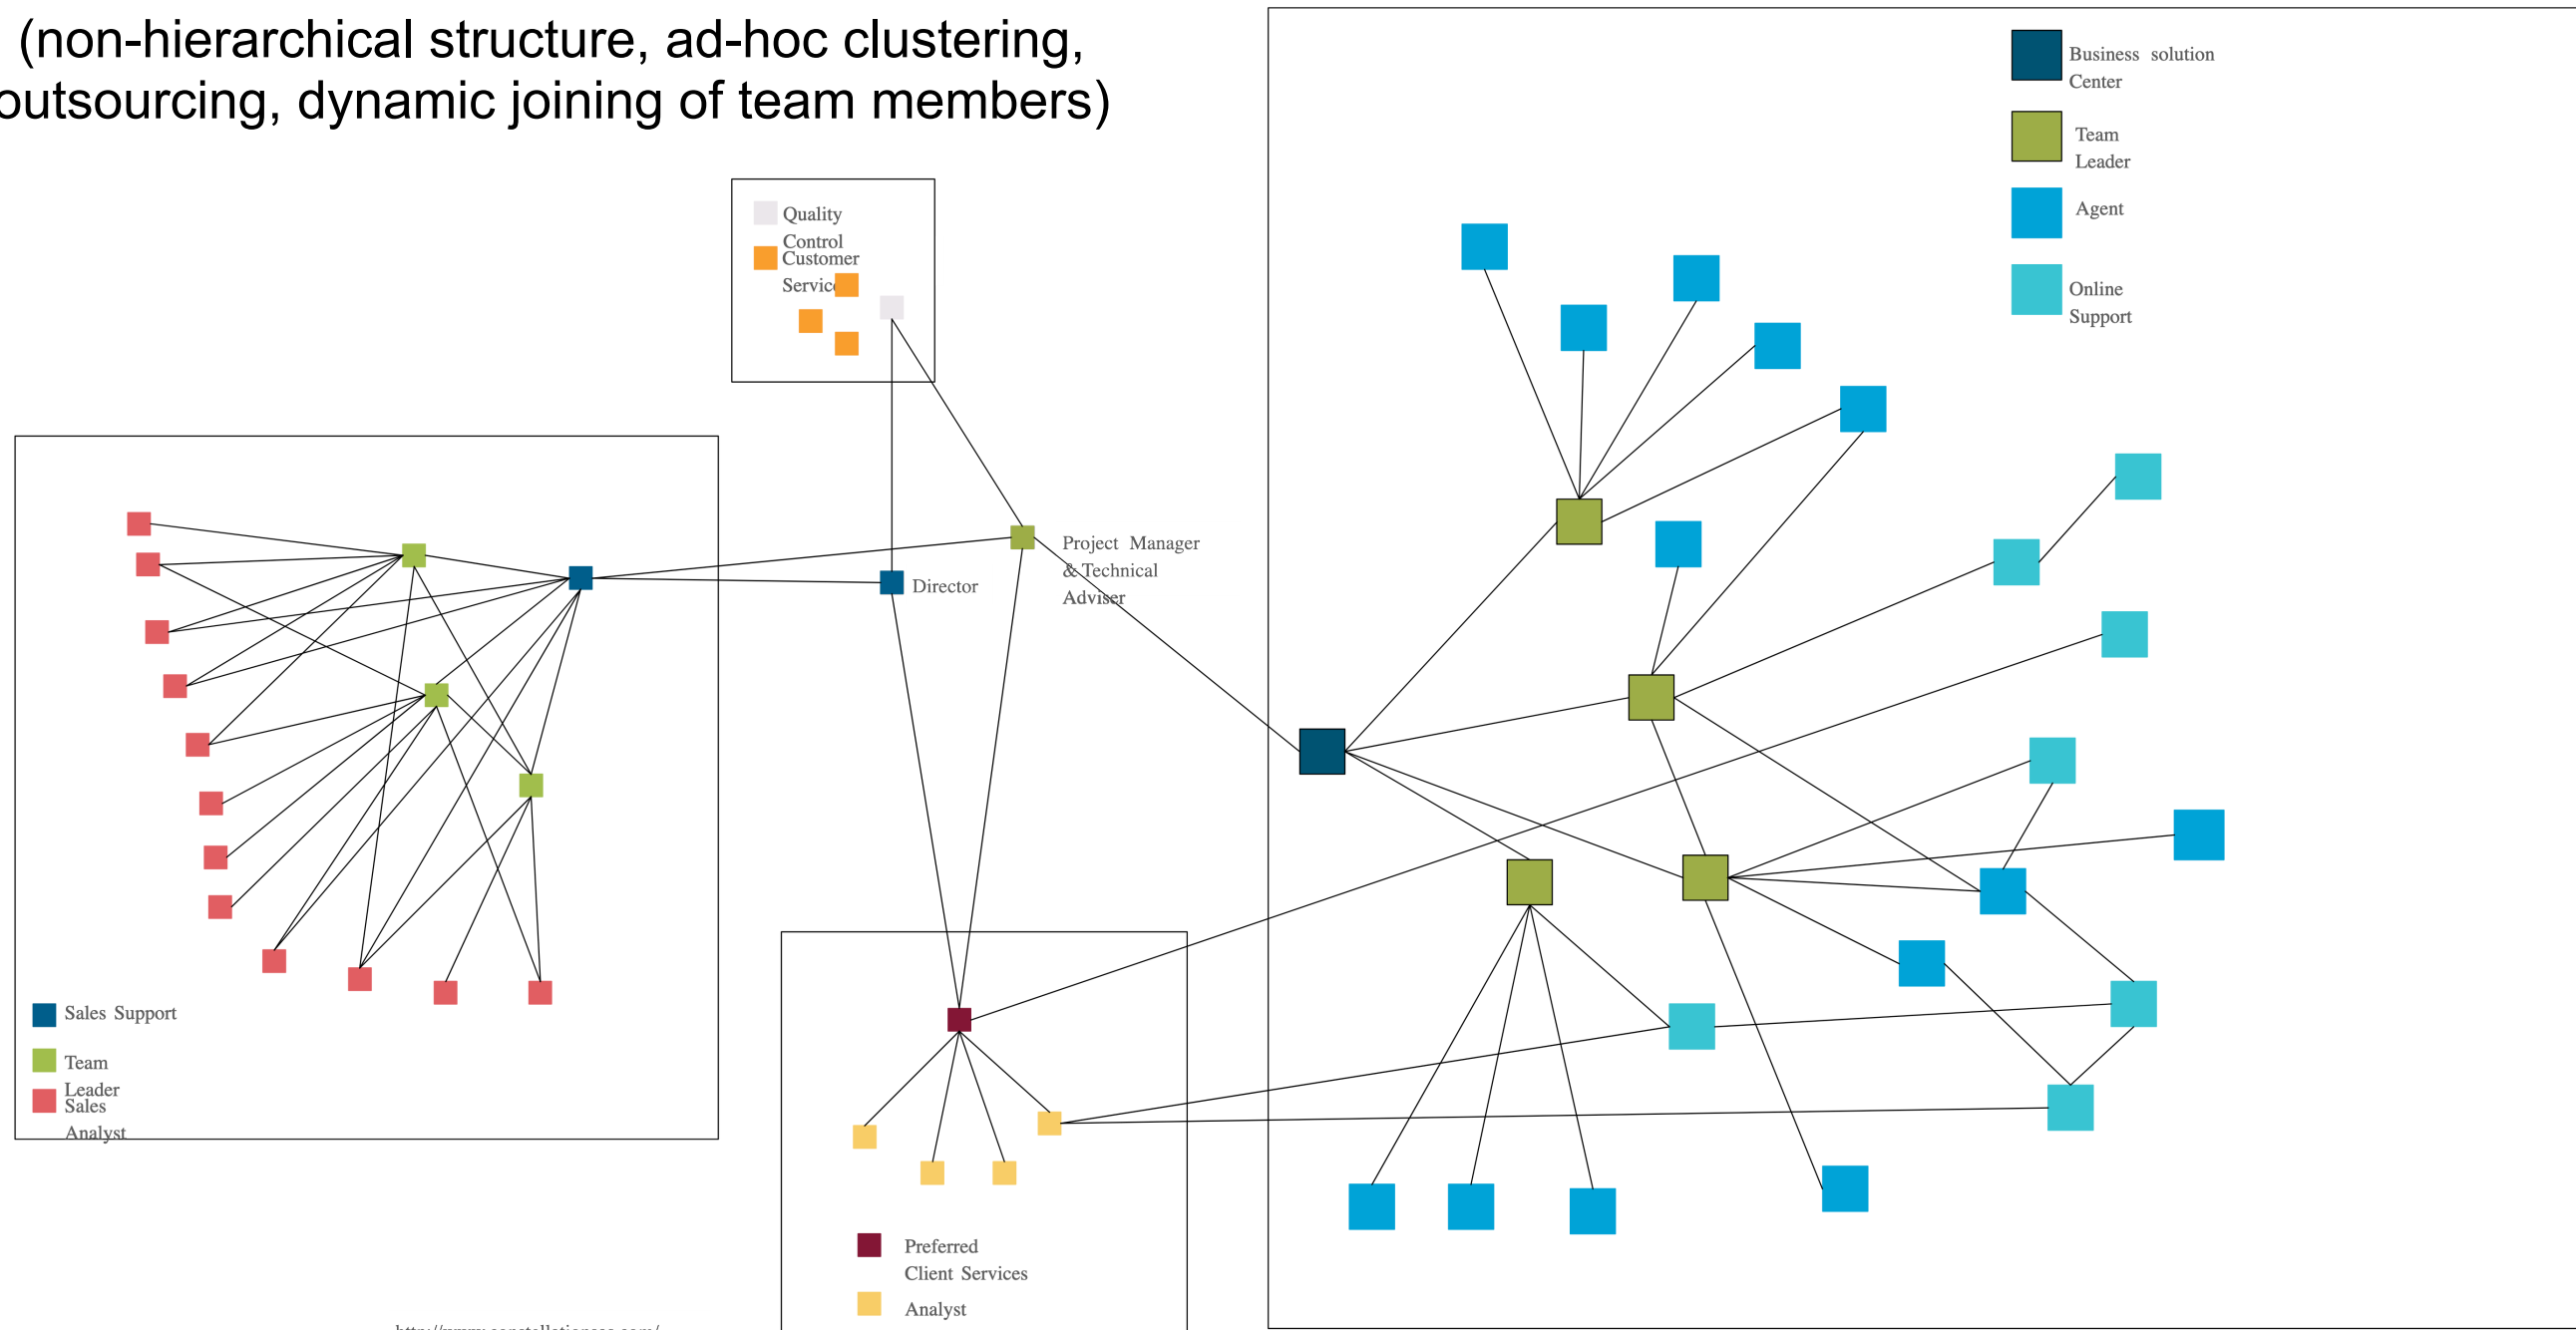 (non-hierarchical structure, ad-hoc clustering,
outsourcing, dynamic joining of team members)
Quality
Control
Customer
Service
Business solution
Center
Team
Leader
Agent
Online
Support
Project Manager
& Technical
Adviser
Director
Sales Support
Team
Leader
Sales
Analyst
Preferred
Client Services
Analyst